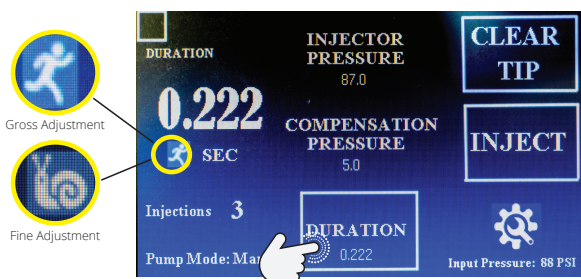 Gross Adjustment
Fine Adjustment
DURATION
0.222
SEC
Injections 3
Pump Mode:
INJECTOR
PRESSURE
87.0
COMPENSATION
PRESSURE
5.0
DURATION
0.222
CLEAR
TIP
INJECT
Input Pressure: 88 PSI